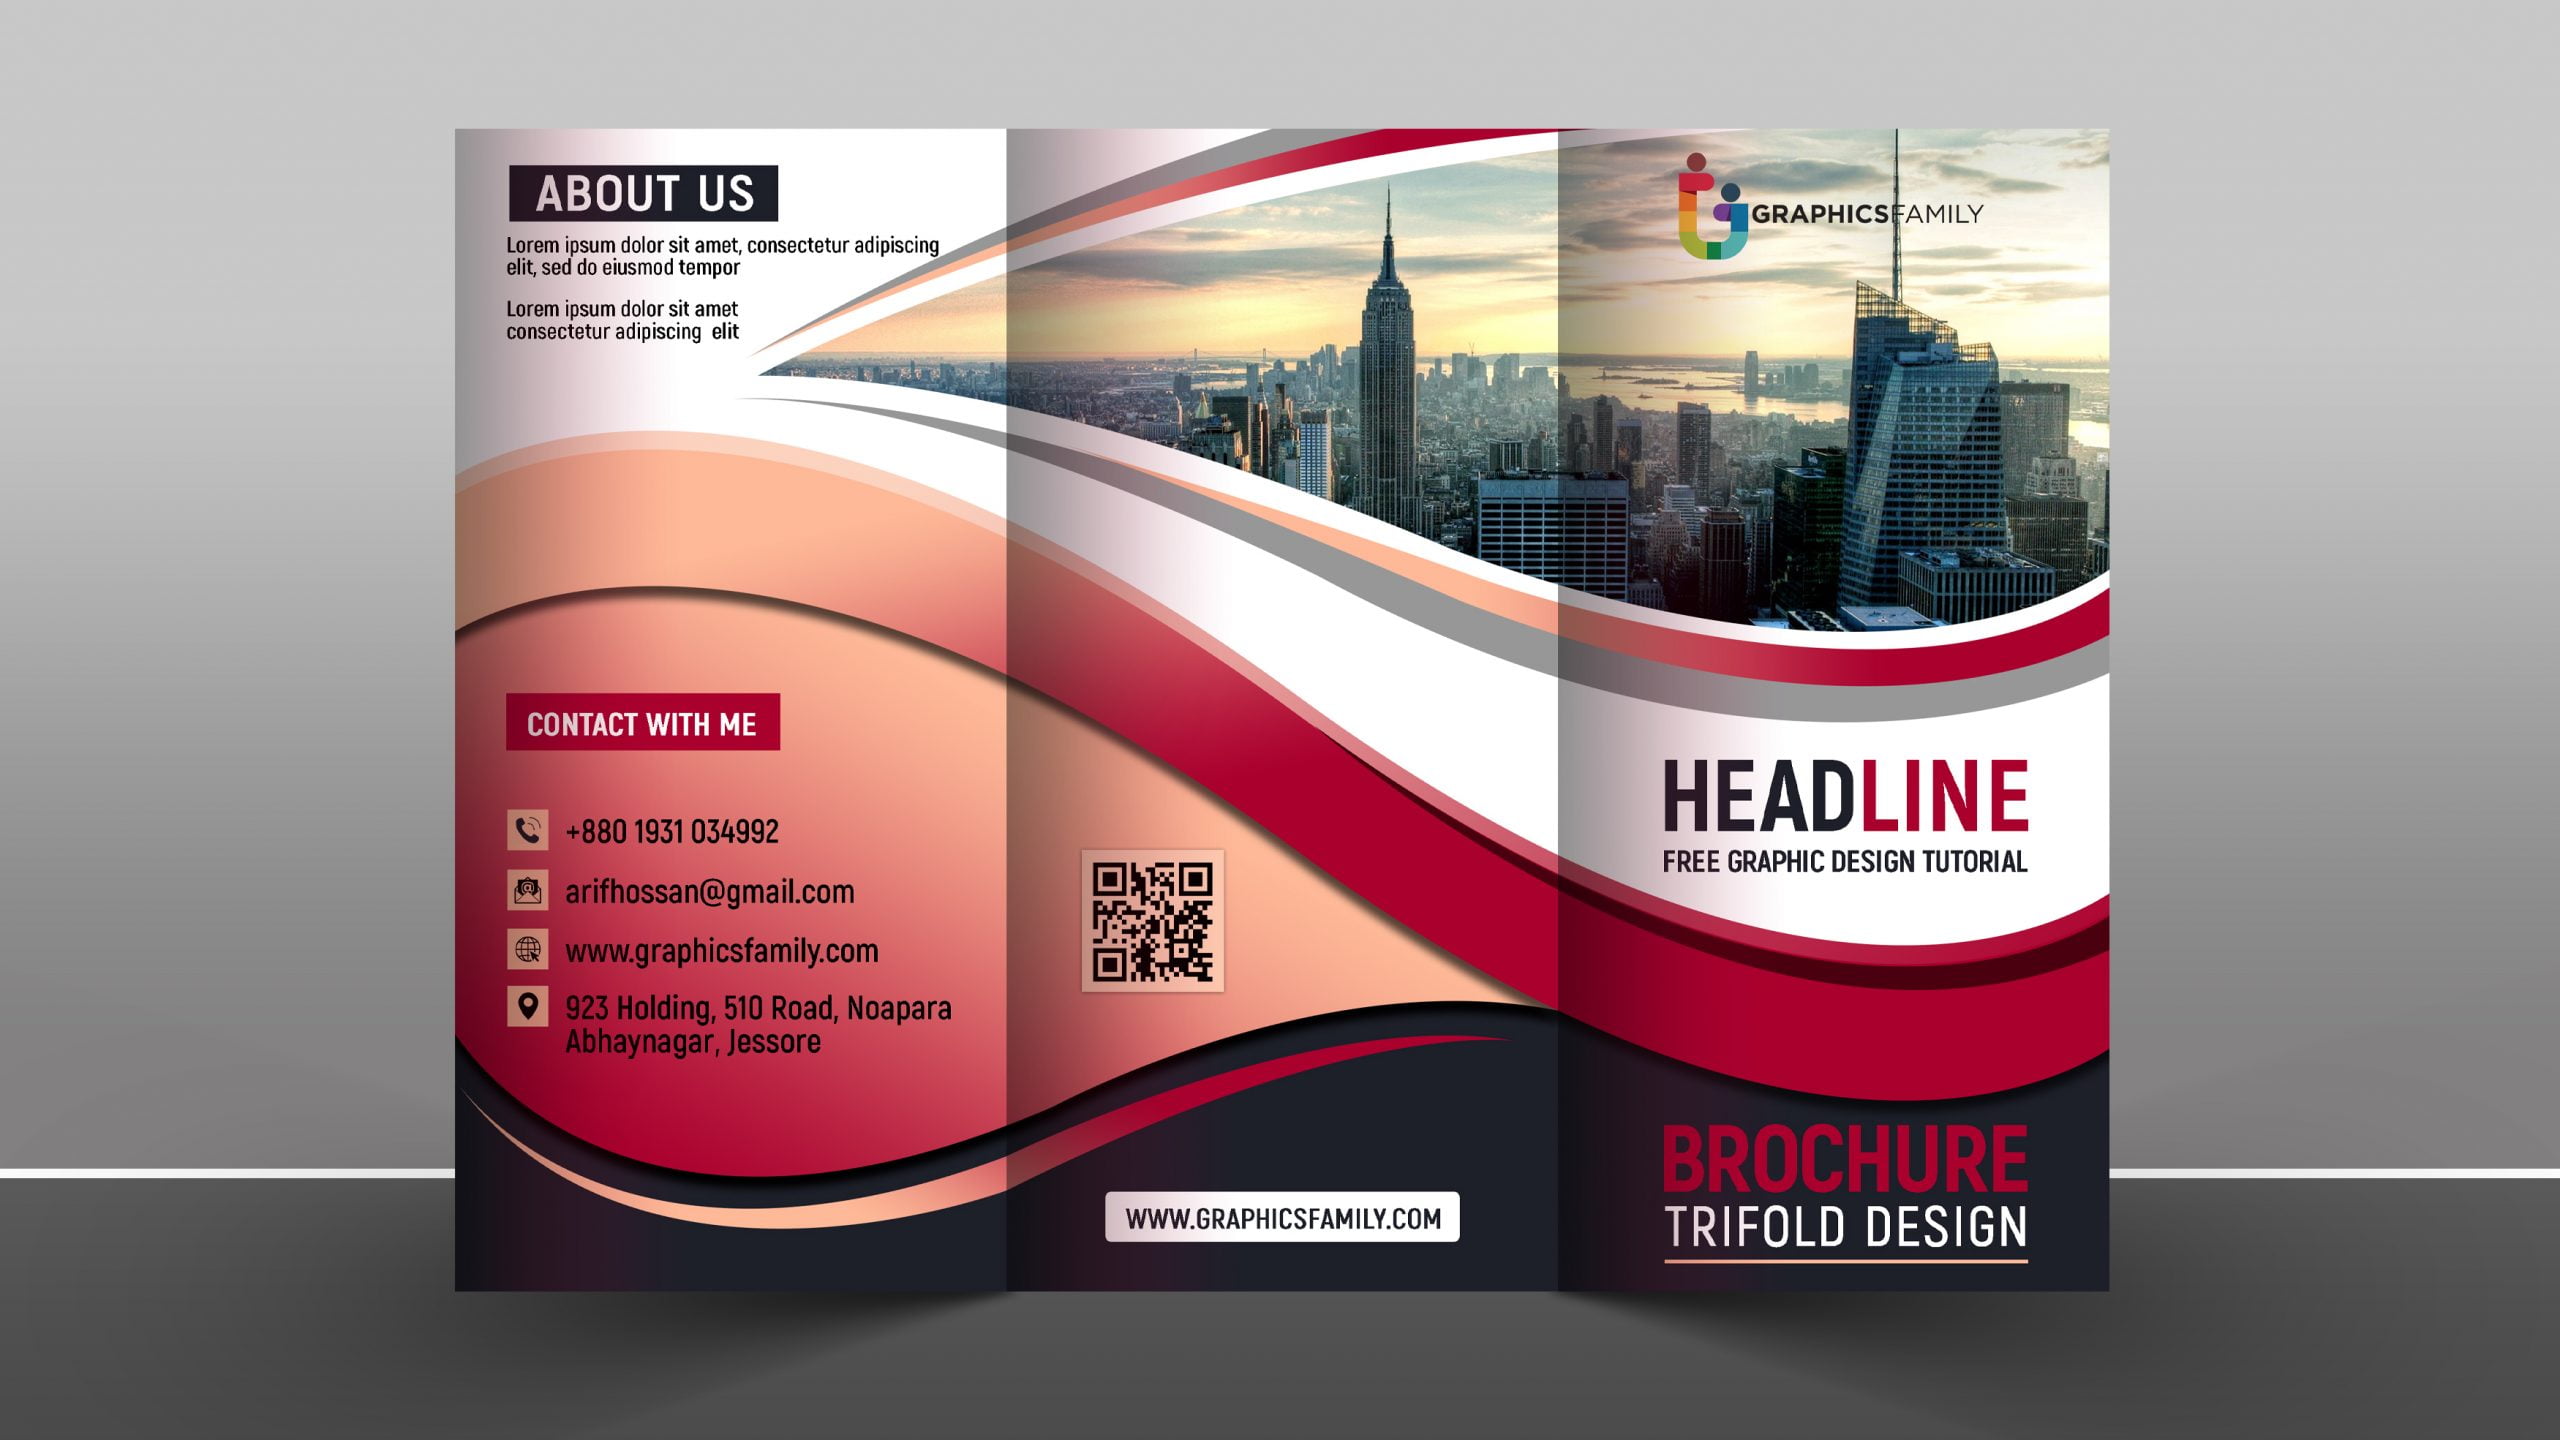 ABOUT US
Lorem ipsum dolor sit amet, consectetur adipiscing
elit, sed do eiusmod tempor
Lorem ipsum dolor sit amet
consectetur adipiscing elit
CONTACT WITH ME
+880 1931 034992
arifhossan@gmail.com
www.graphicsfamily.com
923 Holding, 510 Road, Noapara
Abhaynagar, Jessore
WWW.GRAPHICSFAMILY.COM
GRAPHICSFAMILY
HEADLINE
FREE GRAPHIC DESIGN TUTORIAL
BROCHURE
TRIFOLD DESIGN